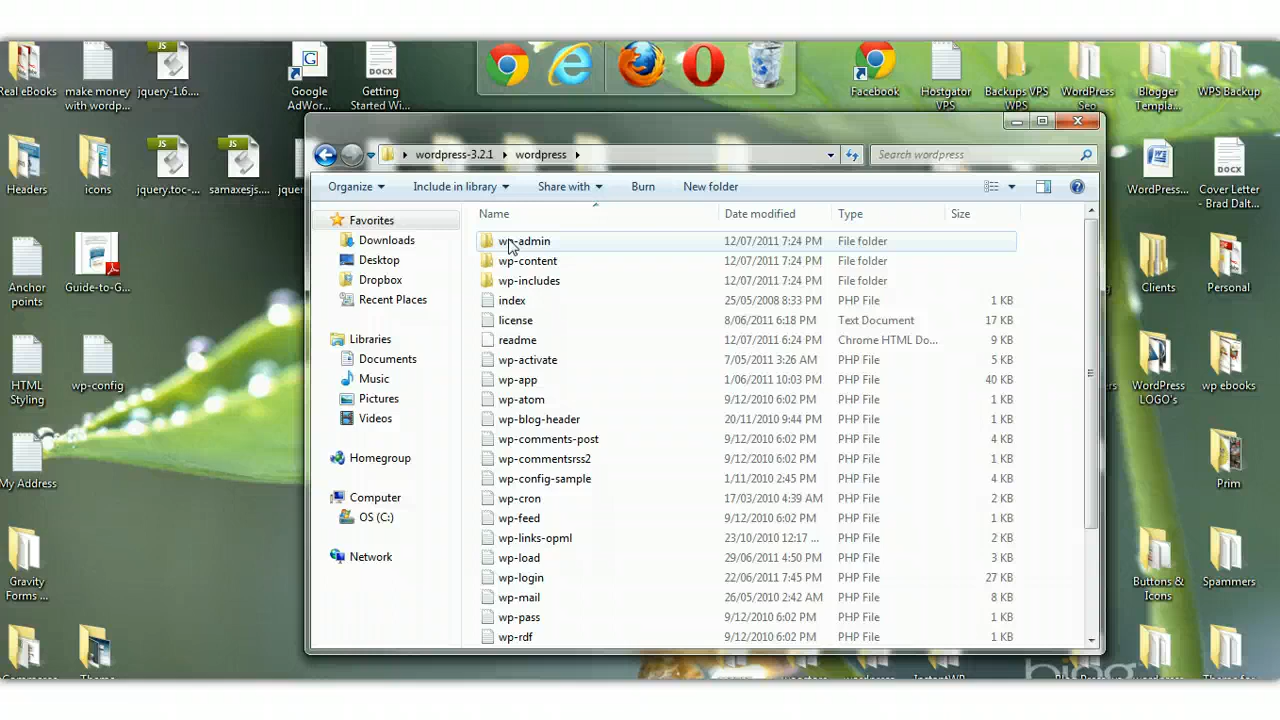 Real eBooks
make money
with wordp...
jquery-1.6....
Google
AdWor...
Getting
Started Wi...
Facebook
Hostgator
VPS
Backups VPS
WPS
WordPress
Seo
Blogger
Templa...
WPS Backup
Headers
icons
jquery.toc-...
samaxesjs....
WordPress...
Cover Letter
- Brad Dalt...
Anchor
points
Guide-to-G...
Clients
Personal
HTML
Styling
wp-config
WordPress
LOGO's
wp ebooks
My Address
Prim
Gravity
Forms ...
Buttons &
Icons
Spammers
wordpress-3.2.1
wordpress
Search wordpress
Organize
Include in library
Share with
Burn
New folder
Favorites
Downloads
Desktop
Dropbox
Recent Places
Libraries
Documents
Music
Pictures
Videos
Homegroup
Computer
OS (C:)
Network
Name Date modified Type Size
wp-admin 12/07/2011 7:24 PM File folder
wp-content 12/07/2011 7:24 PM File folder
wp-includes 12/07/2011 7:24 PM File folder
index 25/05/2008 8:33 PM PHP File 1 KB
license 8/06/2011 6:18 PM Text Document 17 KB
readme 12/07/2011 6:24 PM Chrome HTML Do... 9 KB
wp-activate 7/05/2011 3:26 AM PHP File 5 KB
wp-app 1/06/2011 10:03 PM PHP File 40 KB
wp-atom 9/12/2010 6:02 PM PHP File 1 KB
wp-blog-header 20/11/2010 9:44 PM PHP File 1 KB
wp-comments-post 9/12/2010 6:02 PM PHP File 4 KB
wp-commentsrss2 9/12/2010 6:02 PM PHP File 1 KB
wp-config-sample 1/11/2010 2:45 PM PHP File 4 KB
wp-cron 17/03/2010 4:39 AM PHP File 2 KB
wp-feed 9/12/2010 6:02 PM PHP File 1 KB
wp-links-opml 23/10/2010 12:17 ... PHP File 2 KB
wp-load 29/06/2011 4:50 PM PHP File 3 KB
wp-login 22/06/2011 7:45 PM PHP File 27 KB
wp-mail 26/05/2010 2:42 AM PHP File 8 KB
wp-pass 9/12/2010 6:02 PM PHP File 1 KB
wp-rdf 9/12/2010 6:02 PM PHP File 1 KB
bing